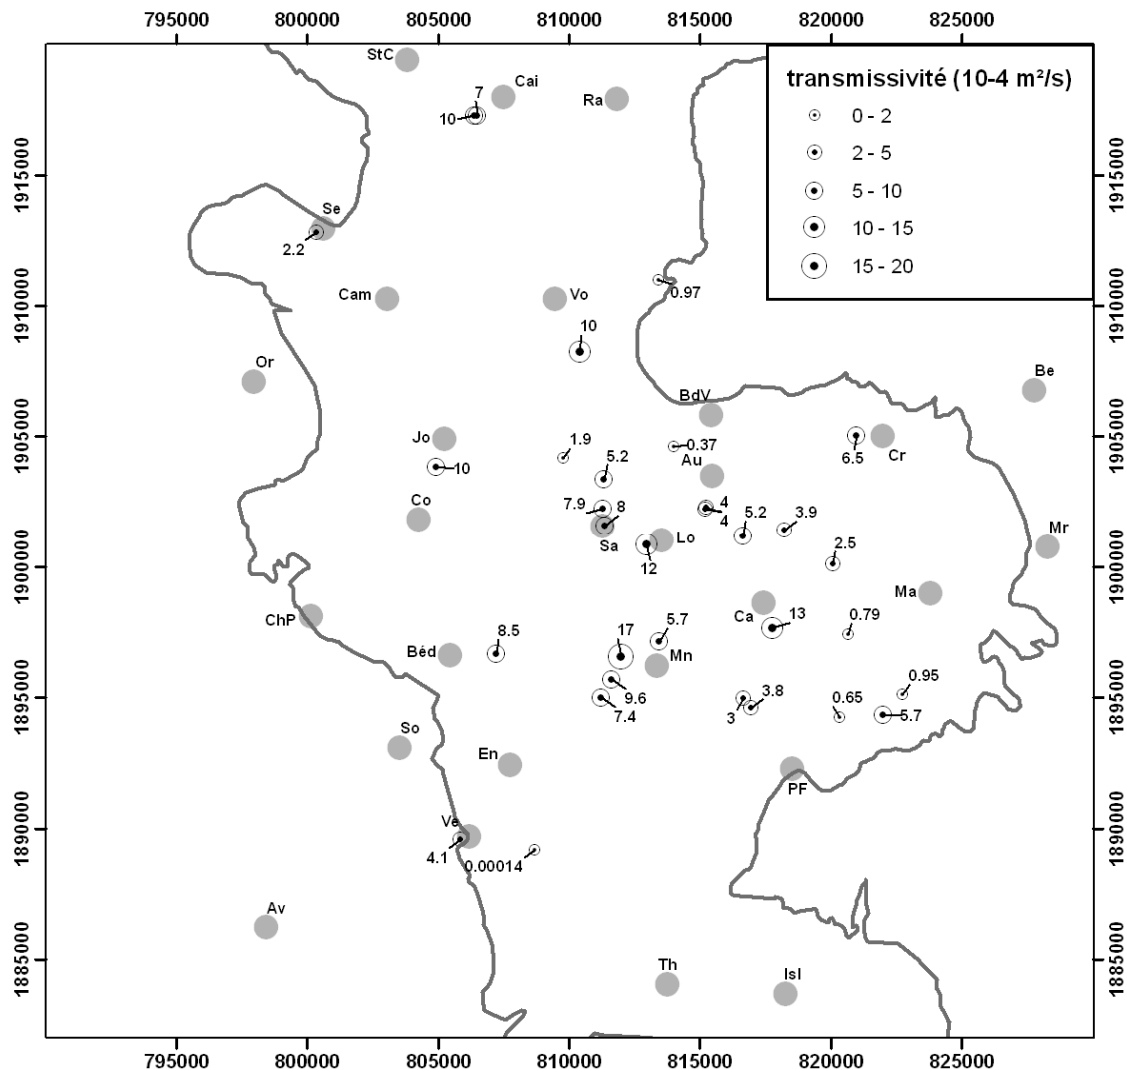 795000 800000 805000 810000 815000 820000 825000
StC
transmissivité (10-4 m²/s)
Cai
7
Ra
10
0 - 2
2 - 5
5 - 10
10 - 15
15 - 20
1915000
1915000
Se
2.2
Cam
Vo
0.97
1910000
1910000
10
Or
Be
BdV
1905000
1905000
Jo
1.9
0.37
Cr
6.5
10
5.2
Au
Co
7.9
8
4
4
5.2
3.9
Mr
Sa
Lo
12
2.5
1900000
1900000
Ma
ChP
Ca
13
0.79
8.5
17
5.7
Béd
Mn
9.6
7.4
3.8
3
0.65
0.95
5.7
1895000
1895000
So
En
PF
1890000
1890000
Ve
4.1
0.00014
Av
1885000
1885000
Th
Isl
795000 800000 805000 810000 815000 820000 825000